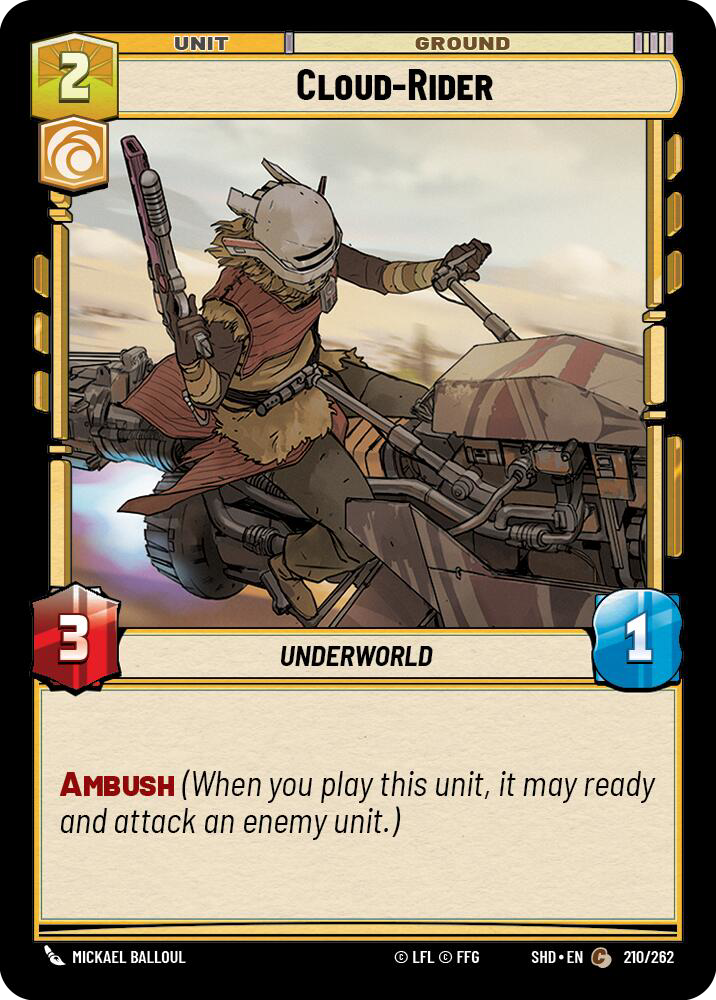 UNIT
GROUND
2
CLOUD-RIDER
3
UNDERWORLD
1
AMBUSH (When you play this unit, it may ready
and attack an enemy unit.)
MICKAEL BALLOUL
© LFL © FFG
SHD • EN C 210/262